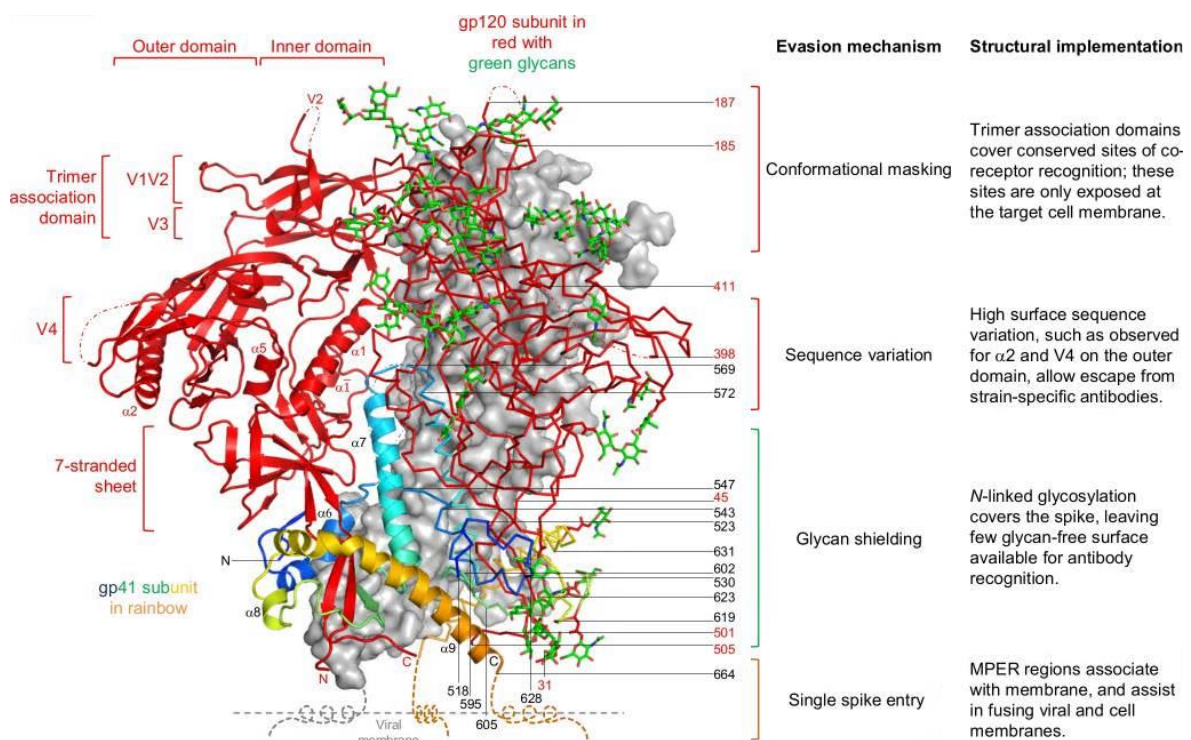 Outer domain
Inner domain
gp120 subunit in
red with
green glycans
Evasion mechanism
Structural implementation
V2
187
185
Trimer
association
domain
V1V2
V3
Conformational masking
Trimer association domains
cover conserved sites of co-
receptor recognition; these
sites are only exposed at
the target cell membrane.
411
V4
α5
α1
α1̅
α2
398
569
572
Sequence variation
High surface sequence
variation, such as observed
for α2 and V4 on the outer
domain, allow escape from
strain-specific antibodies.
7-stranded
sheet
α7
α6
547
45
543
523
631
602
530
623
619
501
505
664
Glycan shielding
N-linked glycosylation
covers the spike, leaving
few glycan-free surface
available for antibody
recognition.
N
gp41 subunit
in rainbow
α8
α9
C
N
C
518
595
605
628
31
Viral
membrane
Single spike entry
MPER regions associate
with membrane, and assist
in fusing viral and cell
membranes.